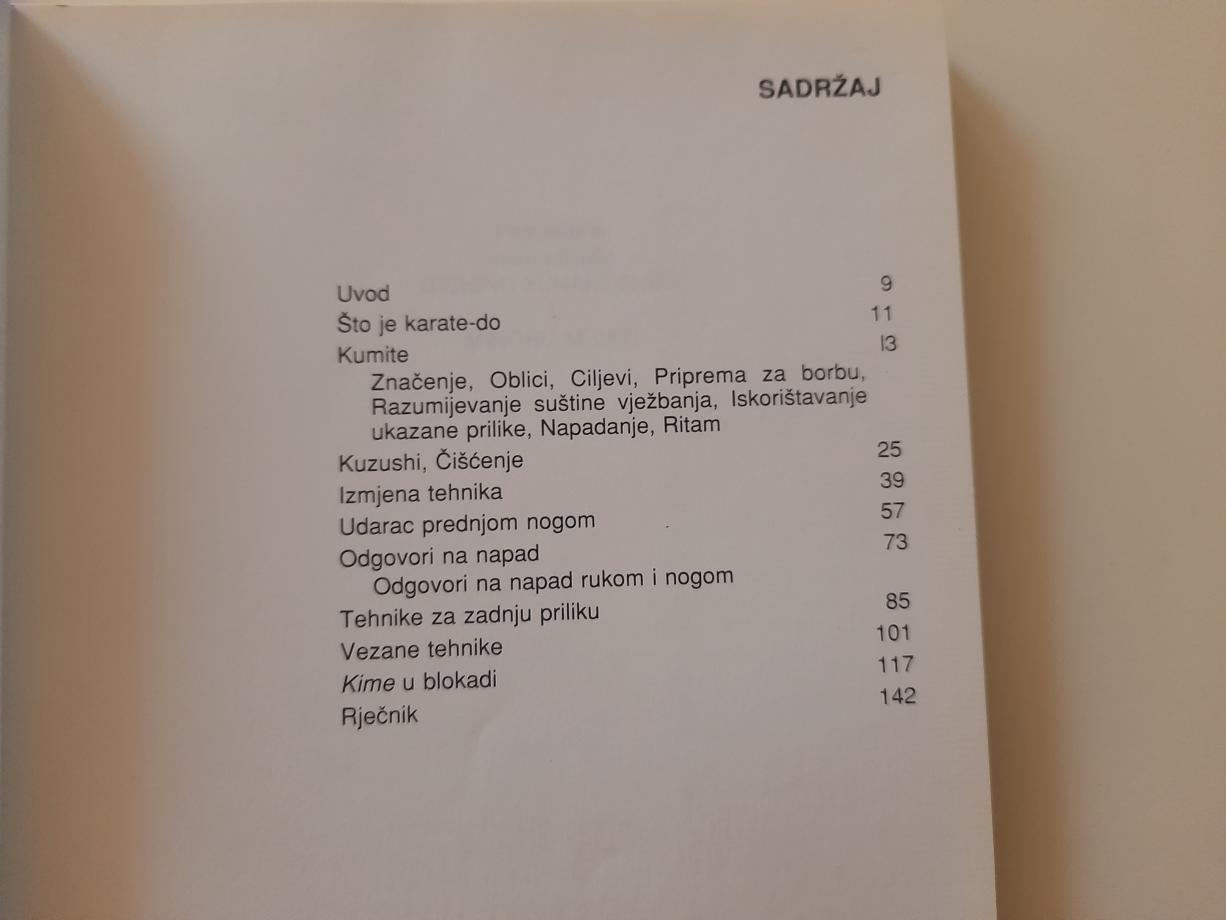 SADRŽAJ
Uvod 9
Što je karate-do 11
Kumite 13
Značenje, Oblici, Ciljevi, Priprema za borbu,
Razumijevanje suštine vježbanja, Iskorištavanje
ukazane prilike, Napadanje, Ritam
Kuzushi, Čišćenje 25
Izmjena tehnika 39
Udarac prednjom nogom 57
Odgovori na napad 73
Odgovori na napad rukom i nogom
Tehnike za zadnju priliku 85
Vezane tehnike 101
Kime u blokadi 117
Rječnik 142